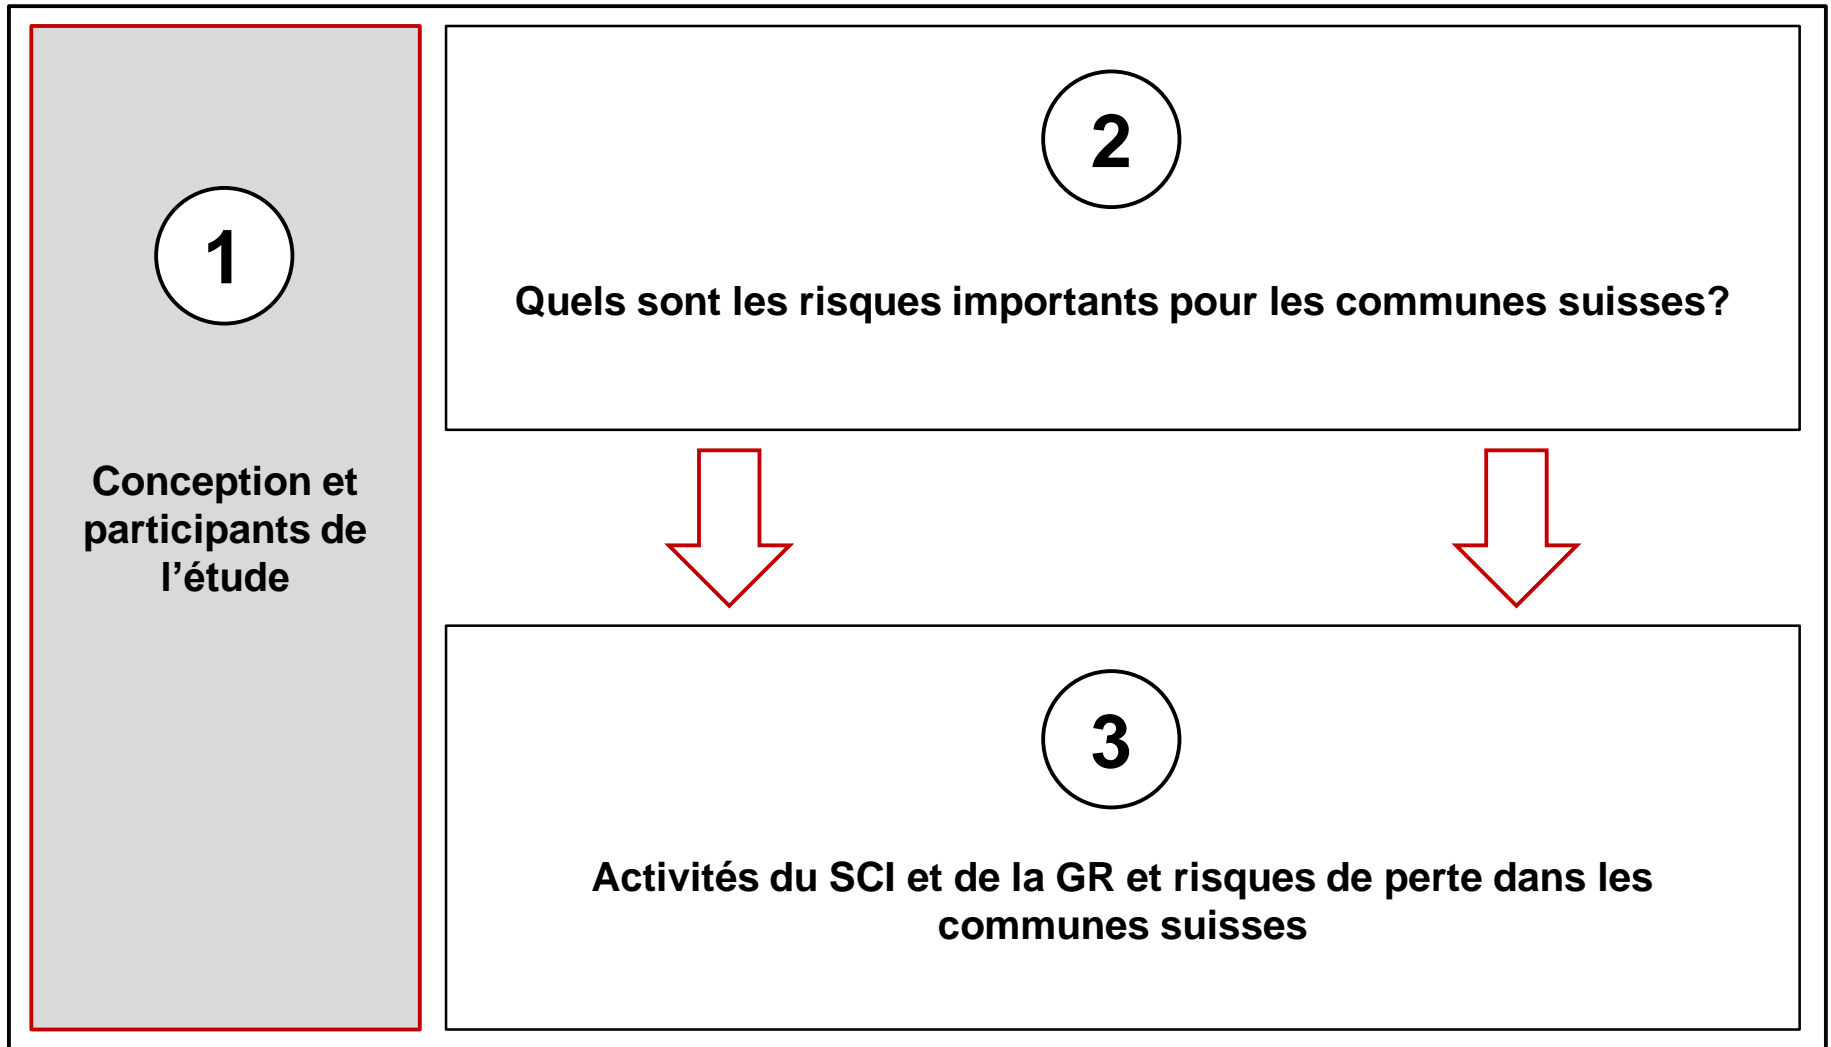 1
Conception et
participants de
l’étude
2
Quels sont les risques importants pour les communes suisses?
3
Activités du SCI et de la GR et risques de perte dans les
communes suisses